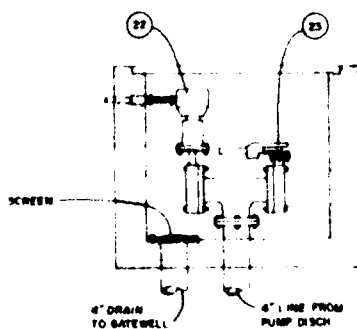 22
23
SCREEN
4" DRAIN
TO GATEWELL
4" LINE FROM
PUMP DISCH